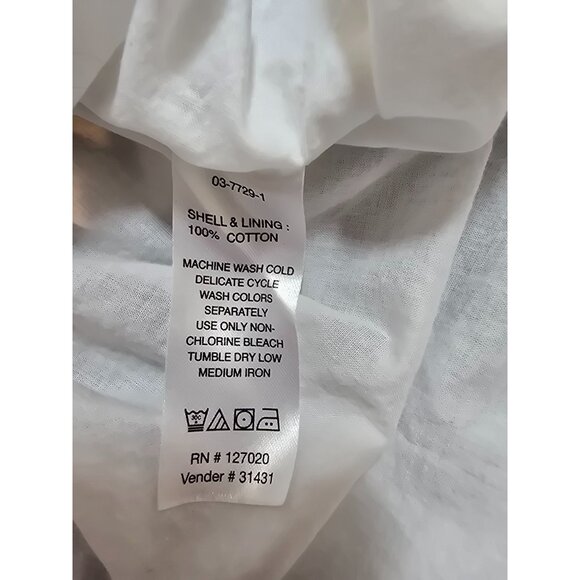 03-7729-1
SHELL & LINING :
100% COTTON
MACHINE WASH COLD
DELICATE CYCLE
WASH COLORS
SEPARATELY
USE ONLY NON-
CHLORINE BLEACH
TUMBLE DRY LOW
MEDIUM IRON
RN # 127020
Vender # 31431